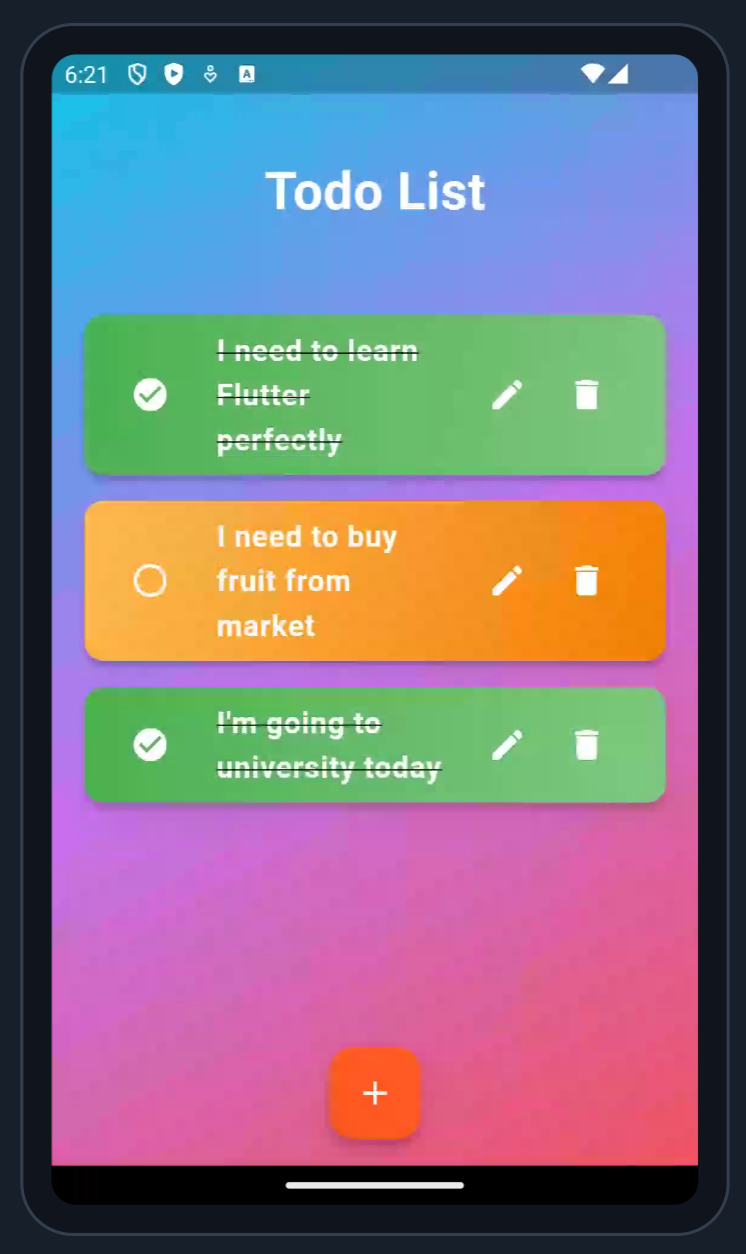 6:21
A
Todo List
I need to learn
Flutter
perfectly
I need to buy
fruit from
market
I'm going to
university today
+